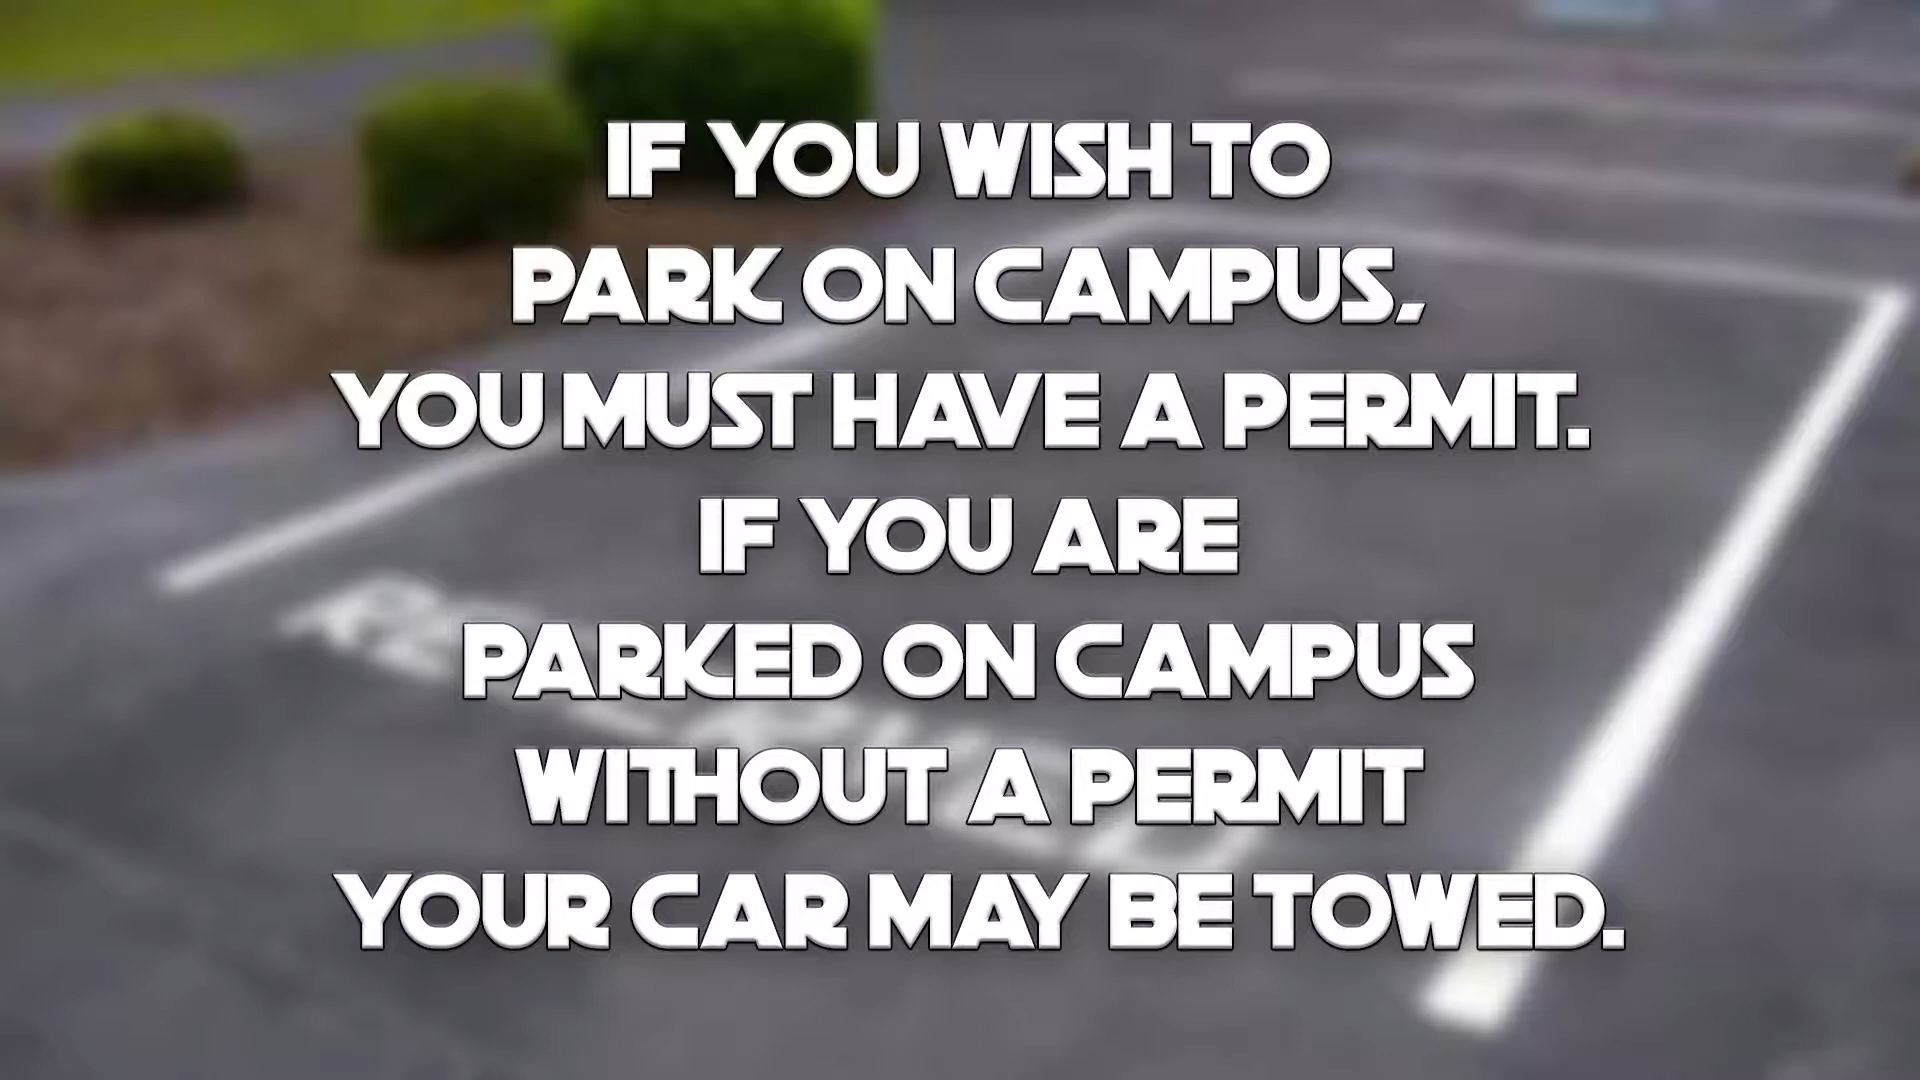 IF YOU WISH TO
PARK ON CAMPUS,
YOU MUST HAVE A PERMIT.
IF YOU ARE
PARKED ON CAMPUS
WITHOUT A PERMIT
YOUR CAR MAY BE TOWED.